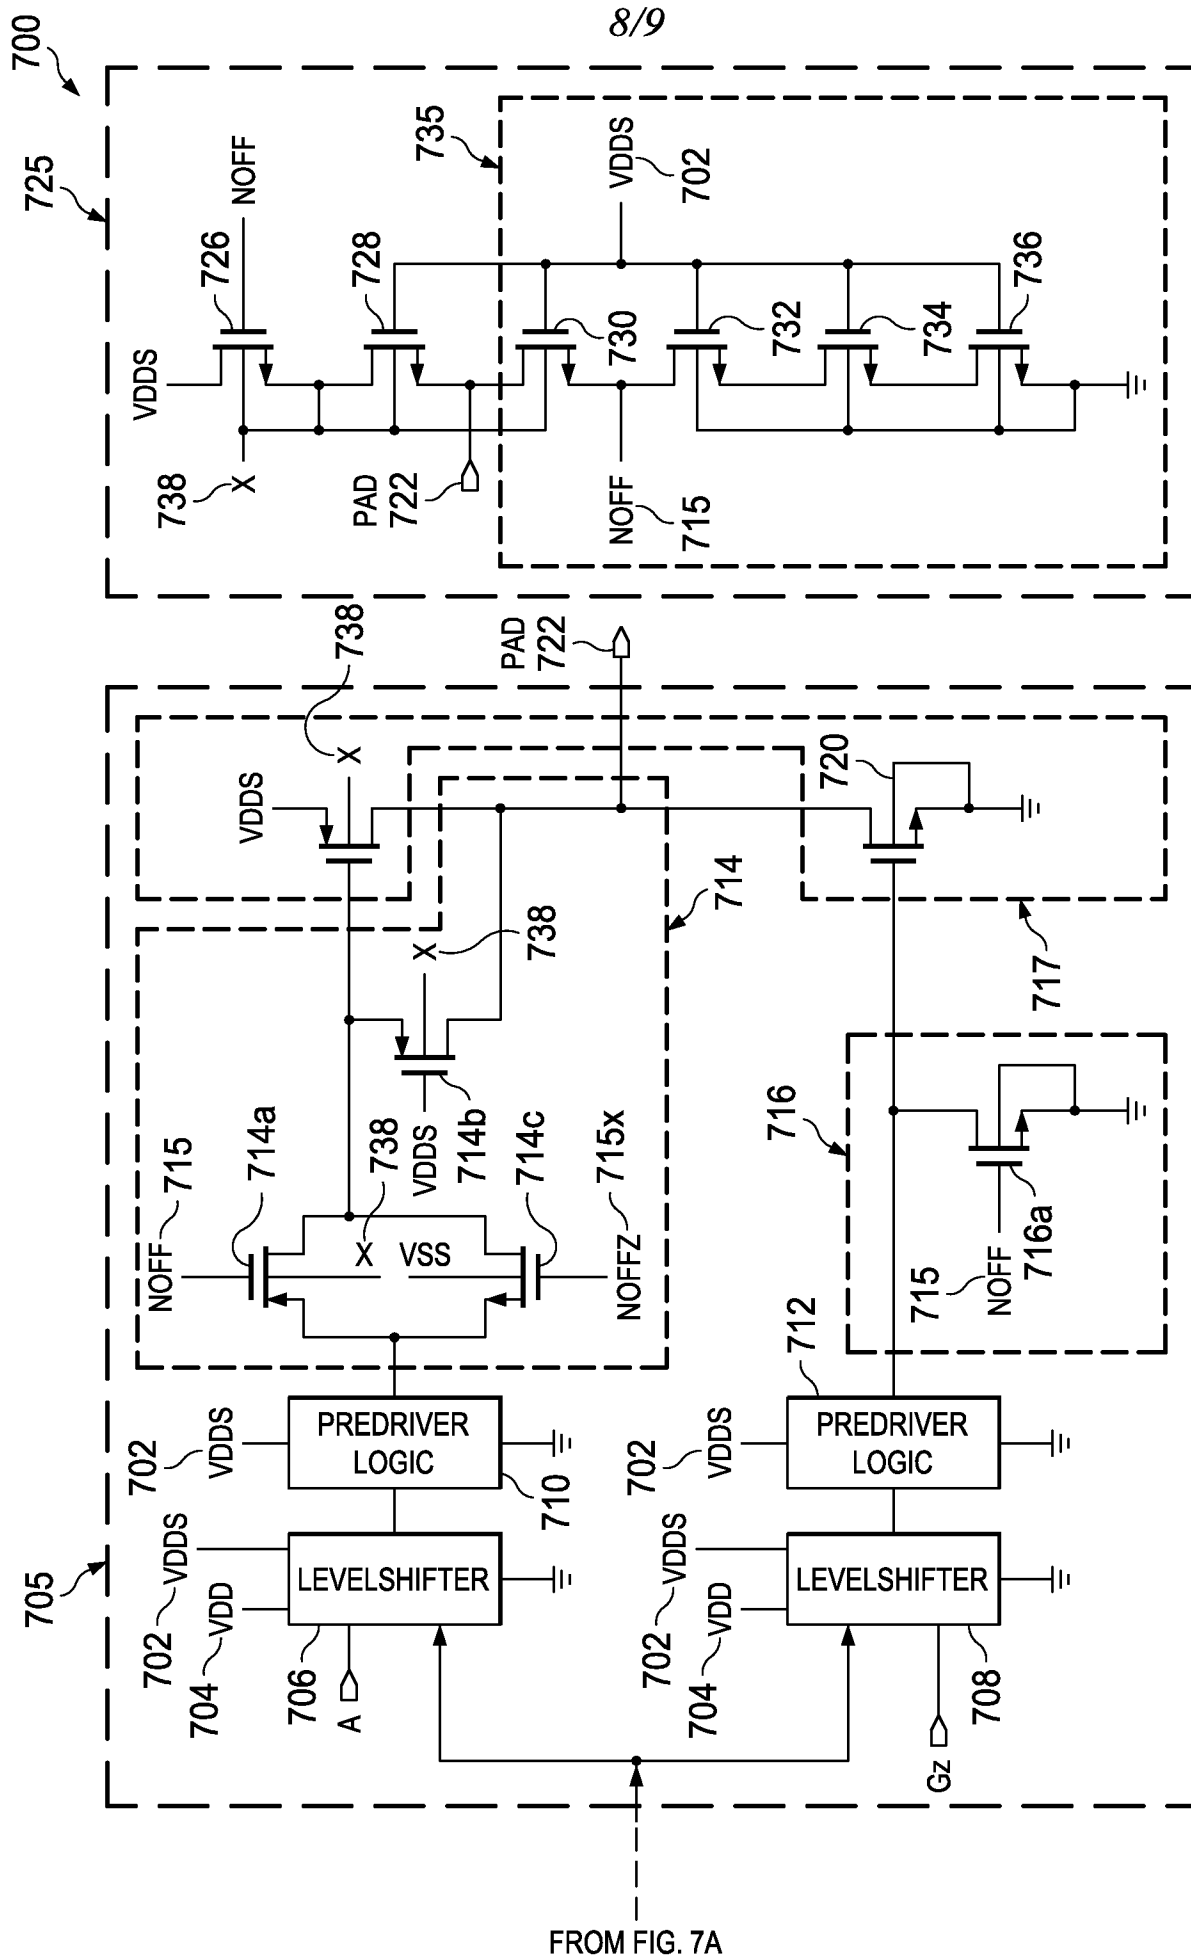 8/9
700
725
VDDS
726
NOFF
738
X
728
735
PAD
722
VDDS
702
730
NOFF
715
732
734
736
705
VDDS
X
738
PAD
722
720
717
714
X
738
VDDS
714b
NOFF
715
714a
X
738
VSS
714c
NOFFZ
715x
716
NOFF
715
716a
702
VDDS
PREDRIVER
LOGIC
710
702
VDDS
PREDRIVER
LOGIC
712
702
VDDS
704
VDD
LEVELSHIFTER
706
A
702
VDDS
704
VDD
LEVELSHIFTER
708
Gz
FROM FIG. 7A